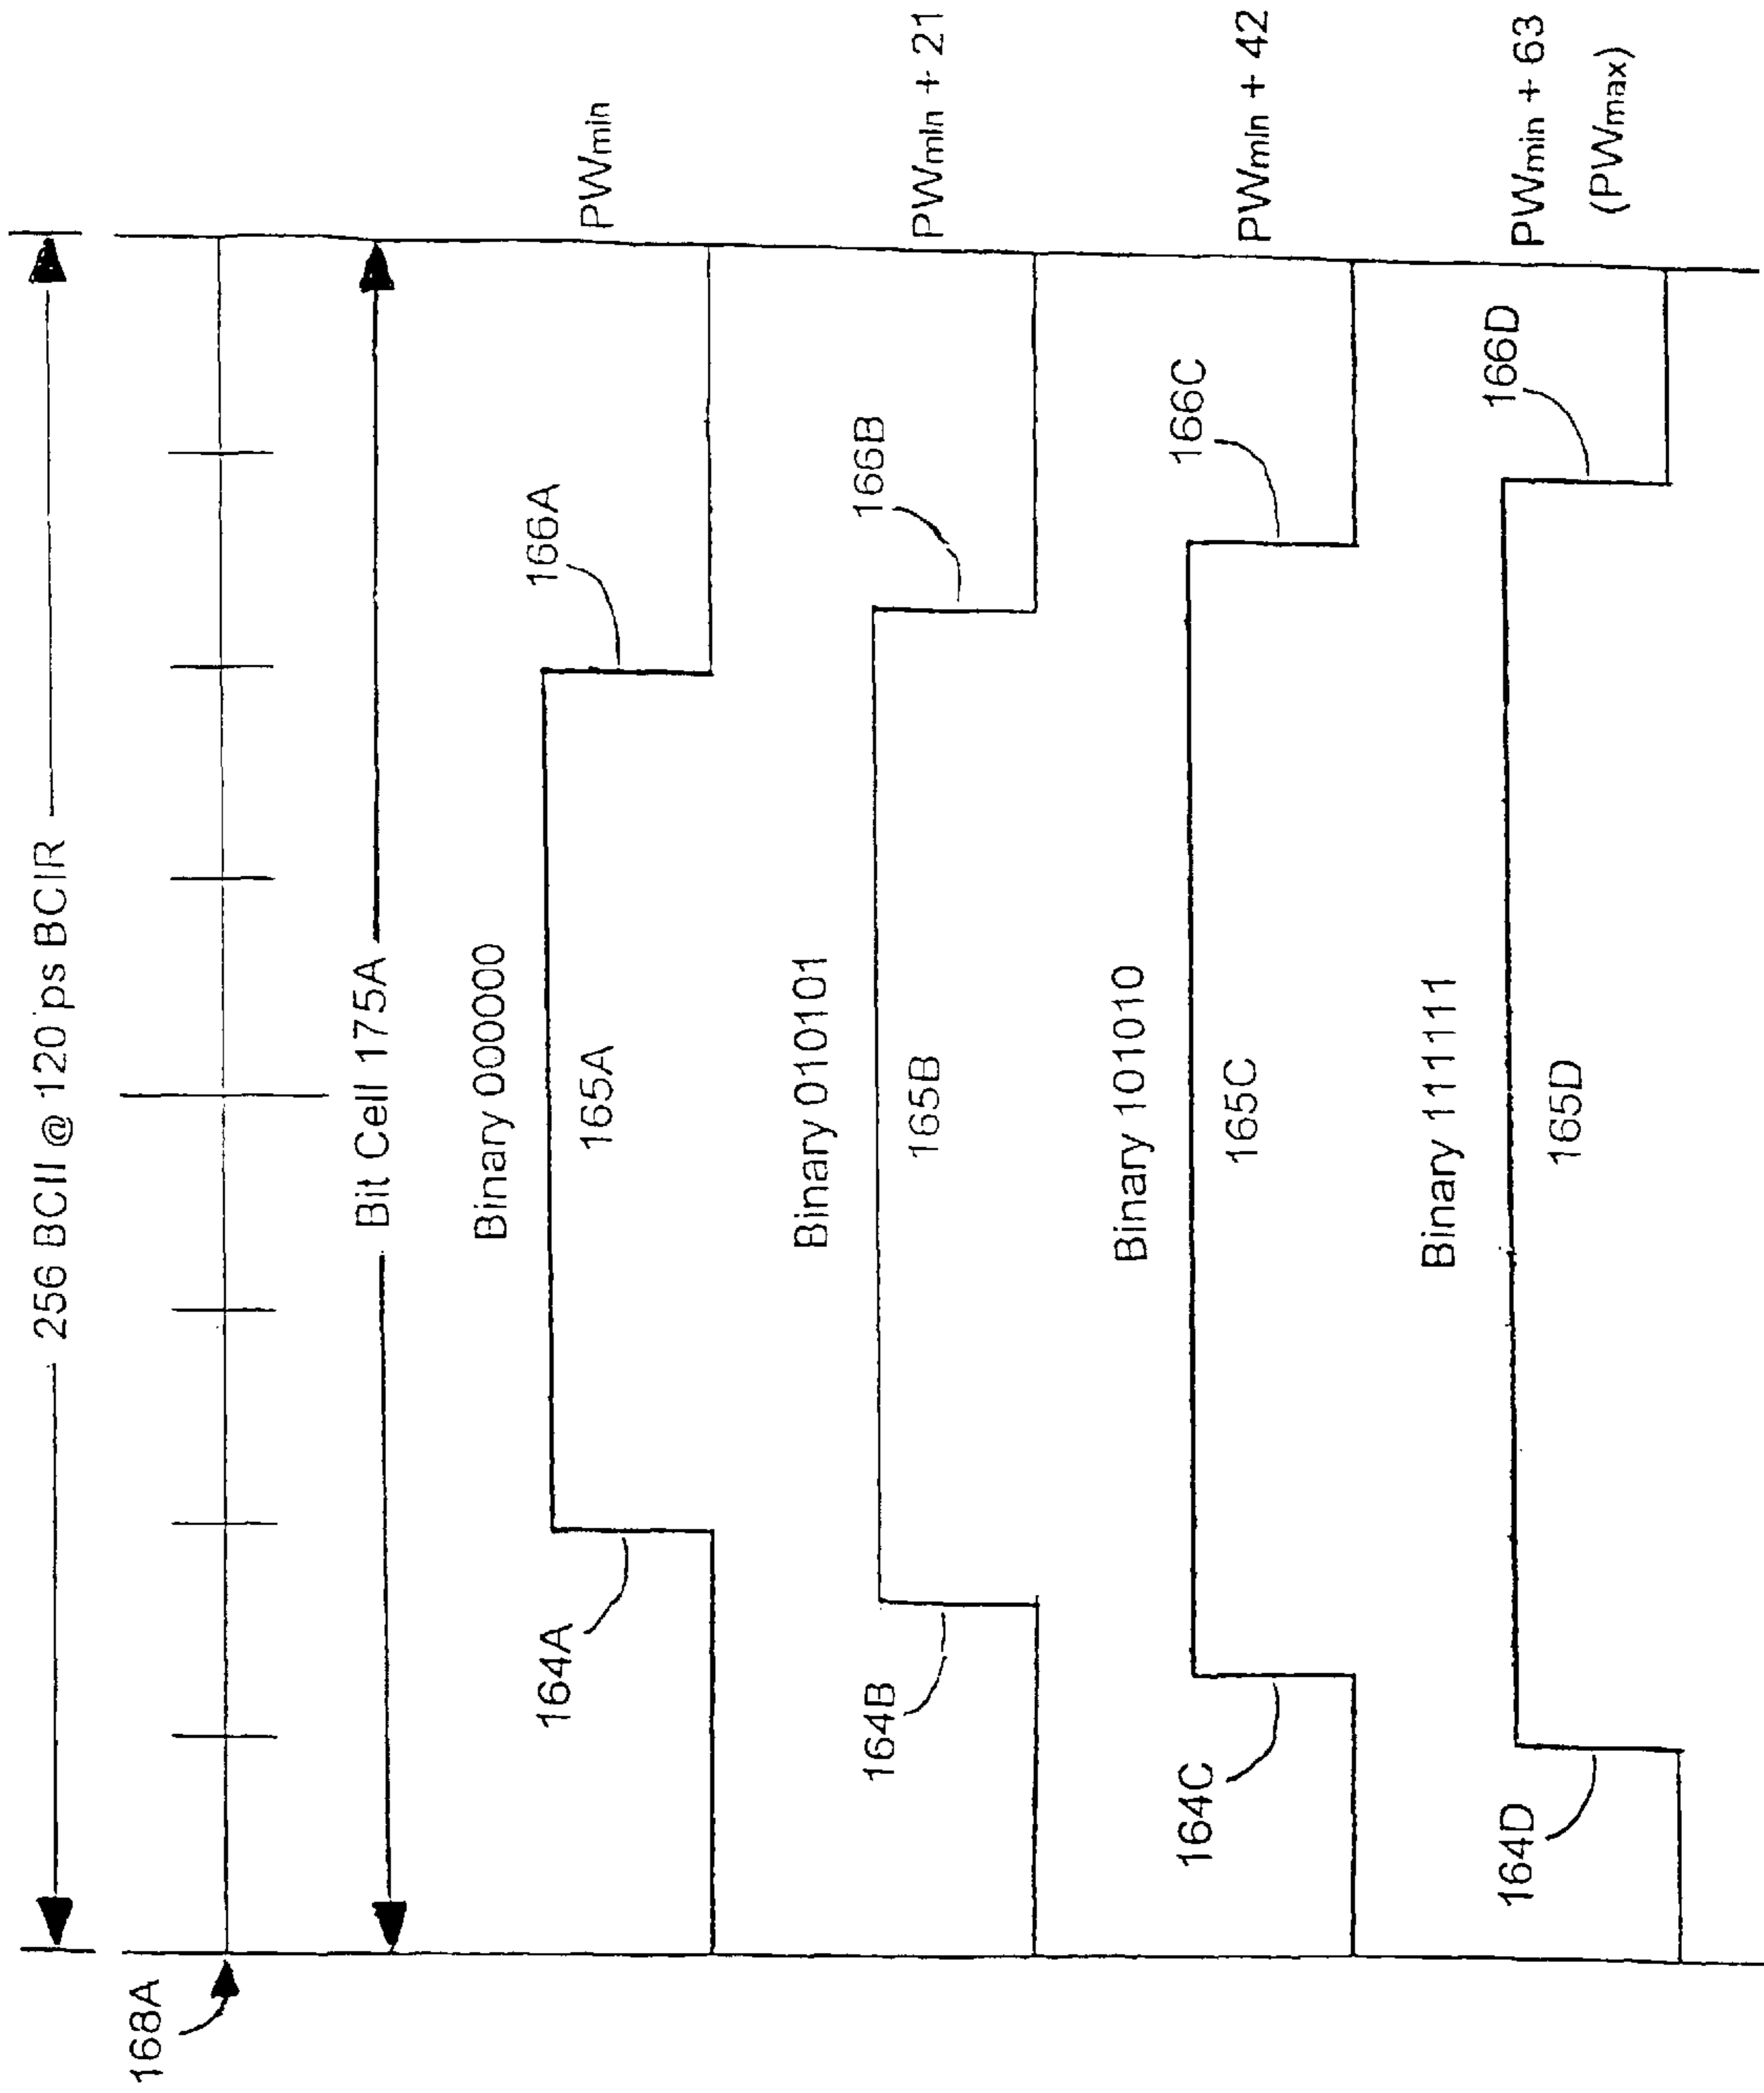 256 BCII @ 120 ps BCIR
168A
Bit Cell 175A
Binary 000000
164A
165A
166A
PWmin
Binary 010101
164B
165B
166B
PWmin + 21
Binary 101010
164C
165C
166C
PWmin + 42
Binary 111111
164D
165D
166D
PWmin + 63
(PWmax)